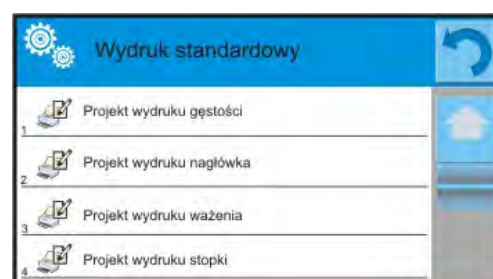 Wydruk standardowy
1 Projekt wydruku gęstości
2 Projekt wydruku nagłówka
3 Projekt wydruku ważenia
4 Projekt wydruku stopki